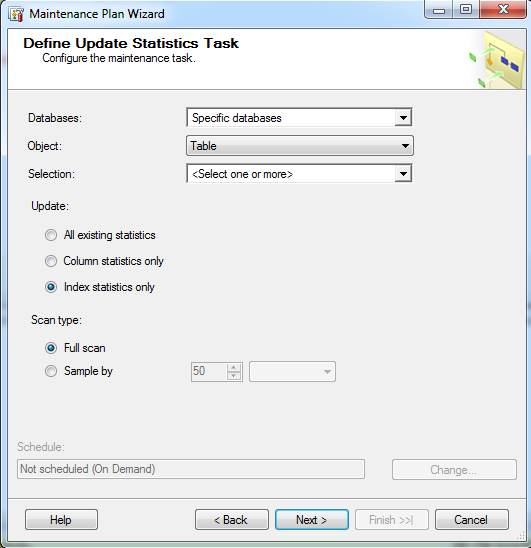 Maintenance Plan Wizard
Define Update Statistics Task
Configure the maintenance task.
Databases: Specific databases
Object: Table
Selection: <Select one or more>
Update:
All existing statistics
Column statistics only
Index statistics only
Scan type:
Full scan
Sample by 50
Schedule:
Not scheduled (On Demand) Change...
Help < Back Next > Finish >>| Cancel